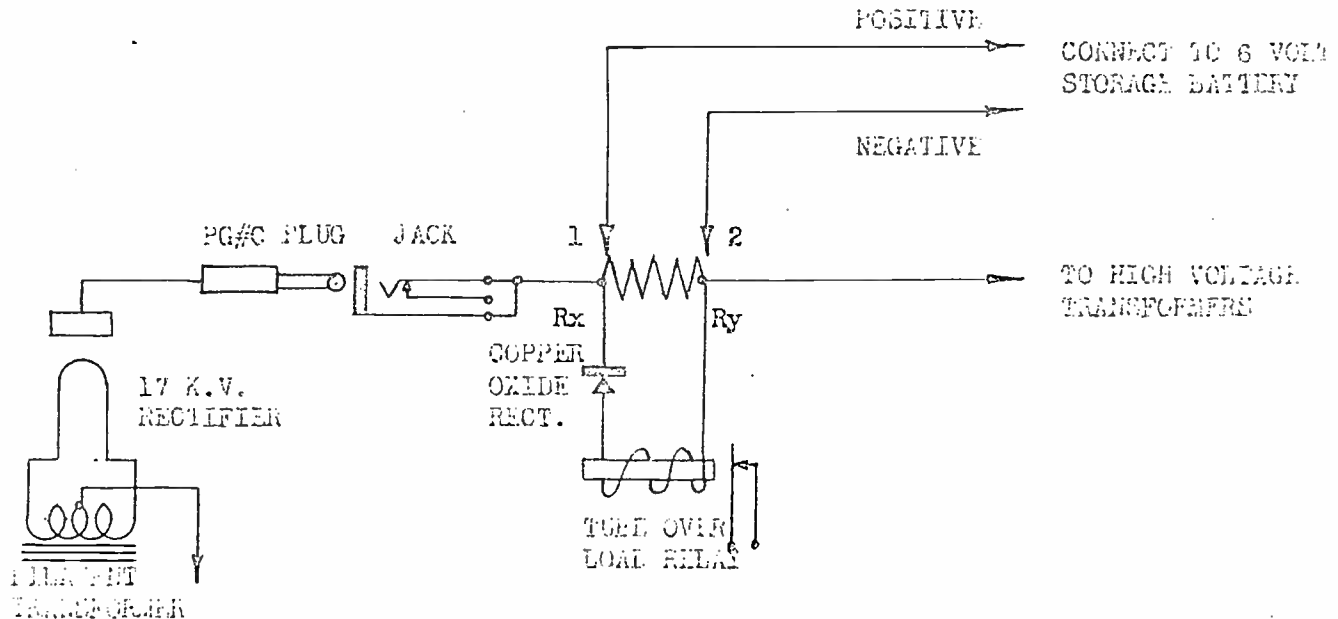 POSITIVE
CONNECT TO 6 VOLT
STORAGE BATTERY
NEGATIVE
PG#C PLUG
JACK
1
2
TO HIGH VOLTAGE
TRANSFORMERS
Rx
Ry
COPPER
OXIDE
RECT.
17 K.V.
RECTIFIER
TUBE OVER
LOAD RELAY
FILAMENT
TRANSFORMER